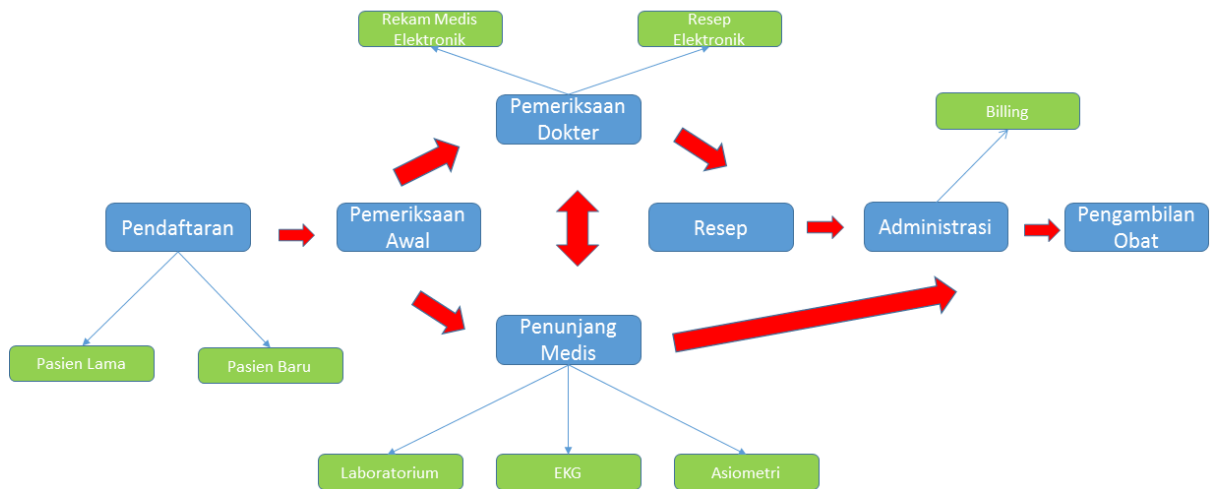 Rekam Medis
Elektronik
Resep
Elektronik
Pemeriksaan
Dokter
Billing
Pendaftaran
Pemeriksaan
Awal
Resep
Administrasi
Pengambilan
Obat
Penunjang
Medis
Pasien Lama
Pasien Baru
Laboratorium
EKG
Asiometri